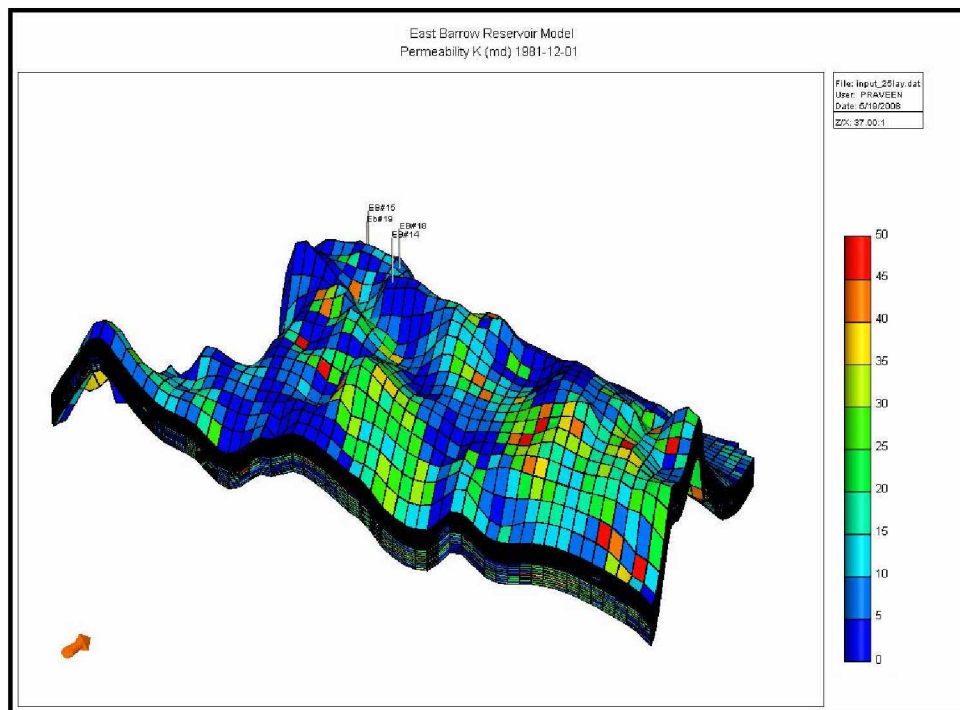 East Barrow Reservoir Model
Permeability K (md) 1981-12-01
File: input_25lay.dat
User: PRAVEEN
Date: 6/19/2008
Z/X: 37.00:1
EB#15
Eb#19
EB#18
EB#14
50
45
40
35
30
25
20
15
10
5
0